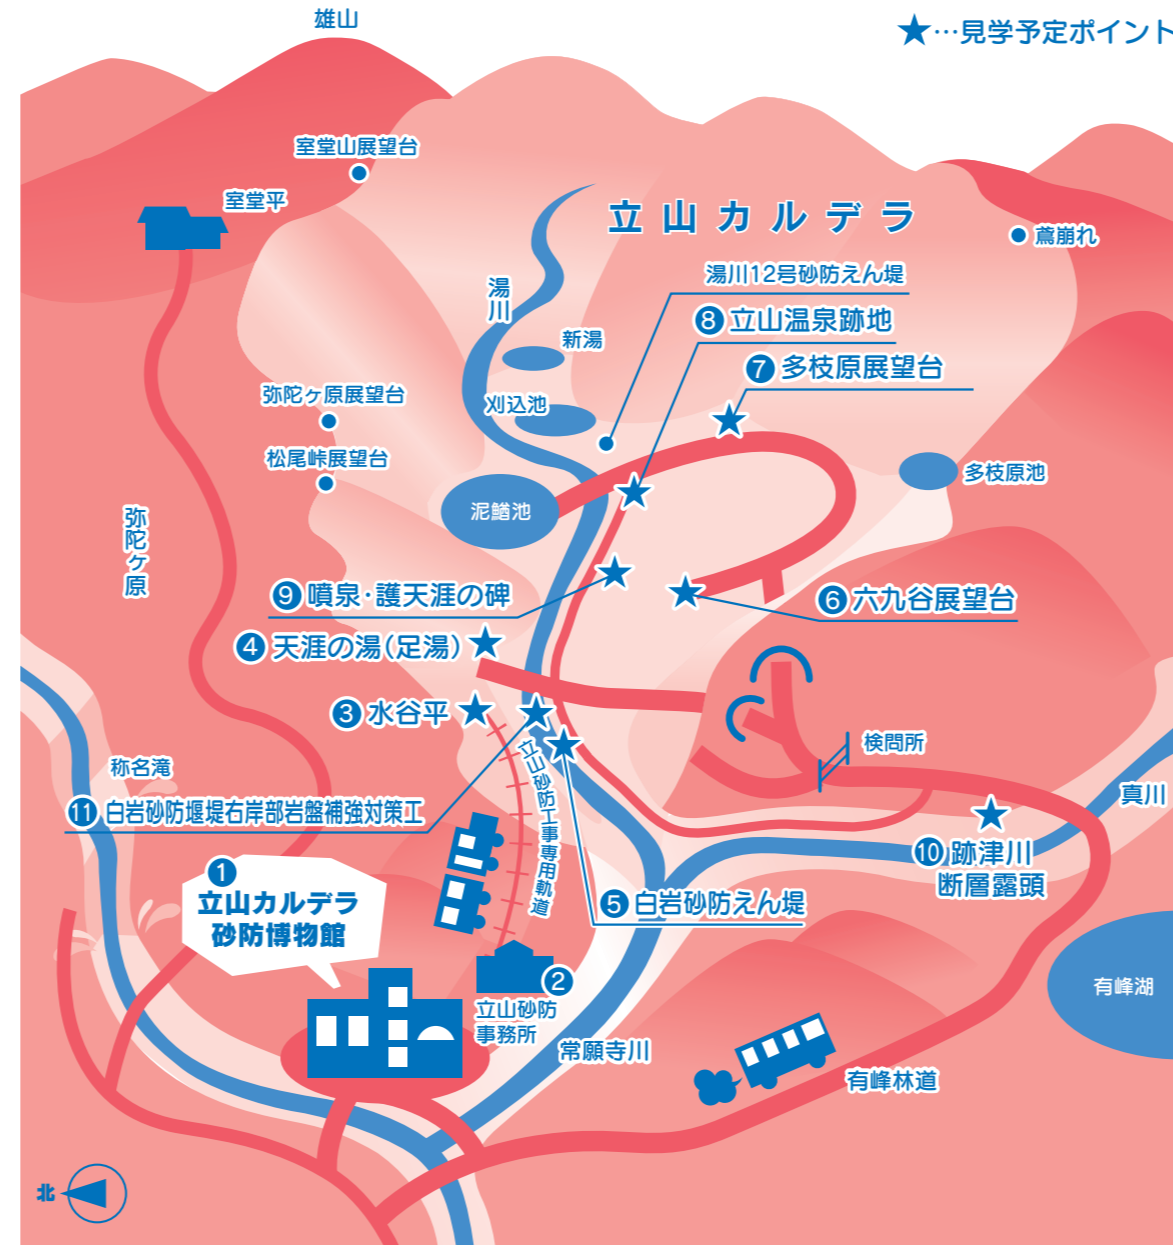 雄山
★…見学予定ポイント
室堂山展望台
室堂平
立山カルデラ
鳶崩れ
湯川12号砂防えん堤
湯川
⑧立山温泉跡地
新湯
⑦多枝原展望台
弥陀ヶ原展望台
刈込池
松尾峠展望台
多枝原池
泥鰌池
弥陀ヶ原
⑨噴泉・護天涯の碑
⑥六九谷展望台
④天涯の湯(足湯)
③水谷平
検問所
称名滝
立山砂防工事専用軌道
真川
⑪白岩砂防堰堤右岸部岩盤補強対策工
⑩跡津川
断層露頭
①
立山カルデラ
砂防博物館
⑤白岩砂防えん堤
②
立山砂防
事務所
有峰湖
常願寺川
有峰林道
北